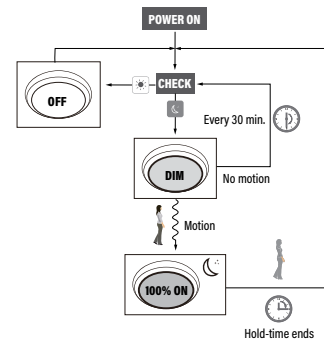 POWER ON
CHECK
OFF
Every 30 min.
DIM
No motion
Motion
100% ON
Hold-time ends